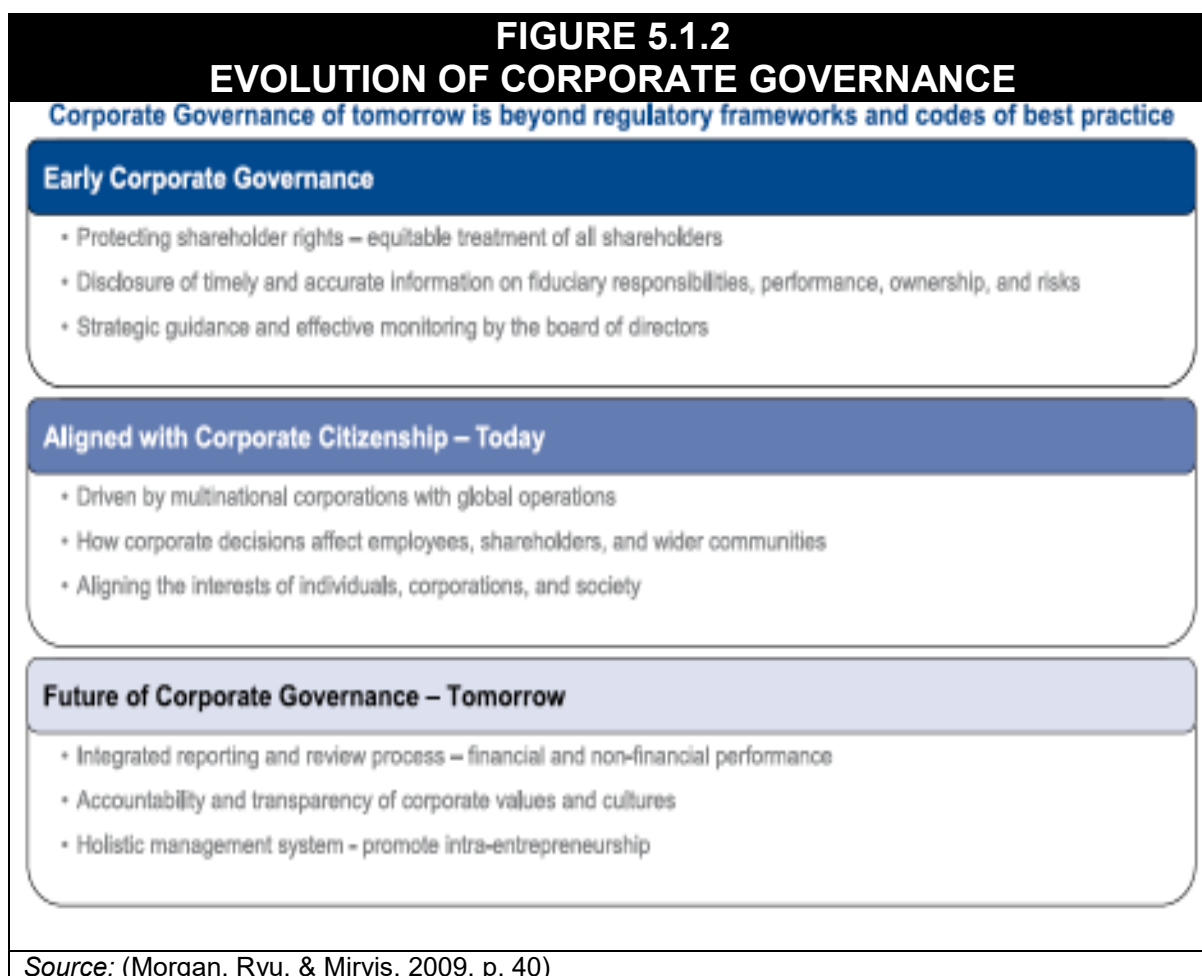 FIGURE 5.1.2
EVOLUTION OF CORPORATE GOVERNANCE
Corporate Governance of tomorrow is beyond regulatory frameworks and codes of best practice
Early Corporate Governance
• Protecting shareholder rights – equitable treatment of all shareholders
• Disclosure of timely and accurate information on fiduciary responsibilities, performance, ownership, and risks
• Strategic guidance and effective monitoring by the board of directors
Aligned with Corporate Citizenship – Today
• Driven by multinational corporations with global operations
• How corporate decisions affect employees, shareholders, and wider communities
• Aligning the interests of individuals, corporations, and society
Future of Corporate Governance – Tomorrow
• Integrated reporting and review process – financial and non-financial performance
• Accountability and transparency of corporate values and cultures
• Holistic management system - promote intra-entrepreneurship
Source: (Morgan, Ryu, & Mirvis, 2009, p. 40)